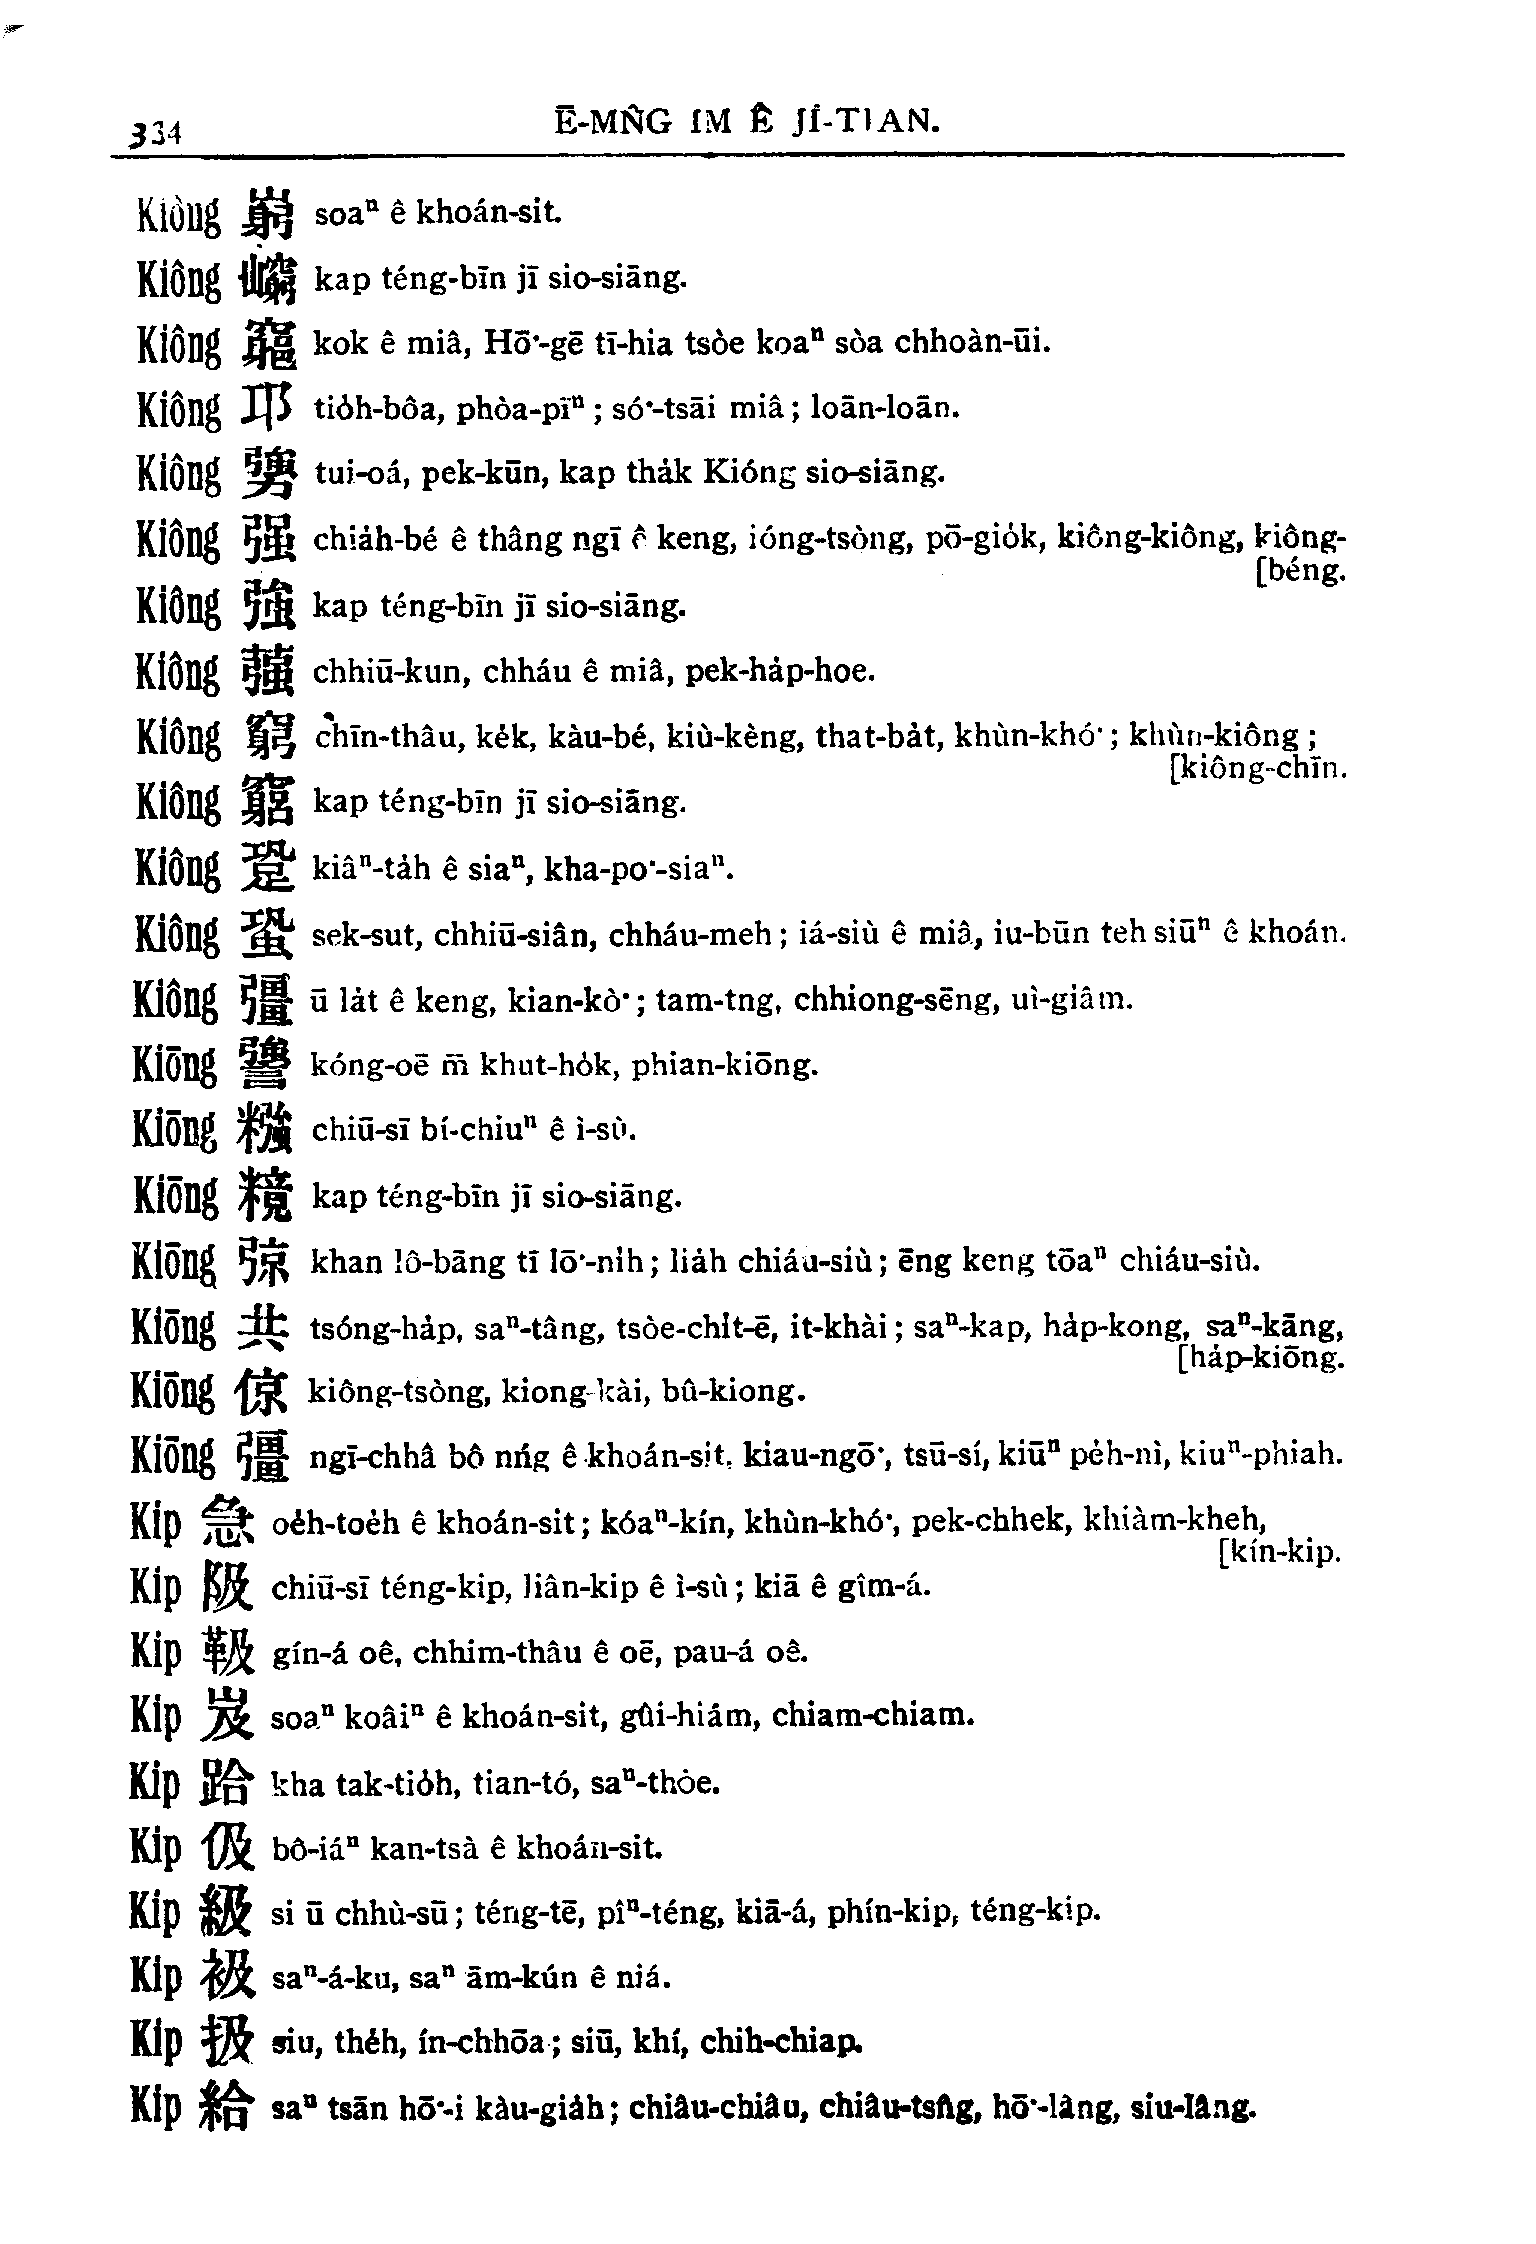 334 Ē-MN̂G IM Ê JĪ-TIAN.
Kiông 嵏 soaⁿ ê khoán-sit.
Kiông kap téng-bīn jī sio-siāng.
Kiông kok ê miâ, Hō͘-gē tī-hia tsòe koaⁿ sòa chhoàn-ūi.
Kiông 邛 tio̍h-bôa, phòa-pīⁿ; só͘-tsāi miâ; loān-loān.
Kiông tui-oá, pek-kūn, kap tha̍k Kióng sio-siāng.
Kiông 强 chia̍h-bé ê thâng ngī ê keng, ióng-tsòng, pō-gio̍k, kiông-kiông, kiông-
[béng.
Kiông 強 kap téng-bīn jī sio-siāng.
Kiông chhiū-kun, chháu ê miâ, pek-ha̍p-hoe.
Kiông 窮 chīn-thâu, ke̍k, kàu-bé, kiù-kèng, that-ba̍t, khùn-khó͘; khùn-kiông;
[kiông-chīn.
Kiông 竆 kap téng-bīn jī sio-siāng.
Kiông 跫 kiâⁿ-ta̍h ê siaⁿ, kha-po͘-siaⁿ.
Kiông 蛩 sek-sut, chhiū-siân, chháu-meh; iá-siù ê miâ, iu-būn teh siūⁿ ê khoán.
Kiông 彊 ū la̍t ê keng, kian-kò͘; tam-tng, chhiong-sēng, uì-giâm.
Kiōng kóng-oē m̄ khut-ho̍k, phian-kiōng.
Kiōng 糨 chiū-sī bí-chiuⁿ ê ì-sù.
Kiōng 糡 kap téng-bīn jī sio-siāng.
Kiōng 弶 khan lô-bāng tī lō͘-ni̍h; lia̍h chiáu-siù; ēng keng tōaⁿ chiáu-siù.
Kiōng 共 tsóng-ha̍p, saⁿ-tâng, tsòe-chi̍t-ē, it-khài; saⁿ-kap, ha̍p-kong, saⁿ-kāng,
[ha̍p-kiōng.
Kiōng 倞 kiông-tsòng, kiong-kài, bû-kiong.
Kiōng 彊 ngī-chhâ bô nńg ê khoán-sit, kiau-ngō͘, tsū-sí, kiūⁿ pe̍h-nì, kiuⁿ-phiah.
Kip 急 oe̍h-toe̍h ê khoán-sit; kóaⁿ-kín, khùn-khó͘, pek-chhek, khiàm-kheh,
[kín-kip.
Kip 阪 chiū-sī téng-kip, liân-kip ê ì-sù; kiā ê gîm-á.
Kip 靸 gín-á oê, chhim-thâu ê oē, pau-á oê.
Kip 岌 soaⁿ koâiⁿ ê khoán-sit, gûi-hiám, chiam-chiam.
Kip 跲 kha tak-tio̍h, tian-tó, saⁿ-thòe.
Kip 伋 bô-iáⁿ kan-tsà ê khoán-sit.
Kip 級 si ū chhù-sū; téng-tē, pîⁿ-téng, kiā-á, phín-kip, téng-kip.
Kip 衱 saⁿ-á-ku, saⁿ ām-kún ê niá.
Kip 扱 siu, the̍h, ín-chhōa; siū, khí, chih-chiap.
Kip 給 saⁿ tsān hō͘-i kàu-gia̍h; chiâu-chiâu, chiâu-tsn̂g, hō͘-lâng, siu-lâng.